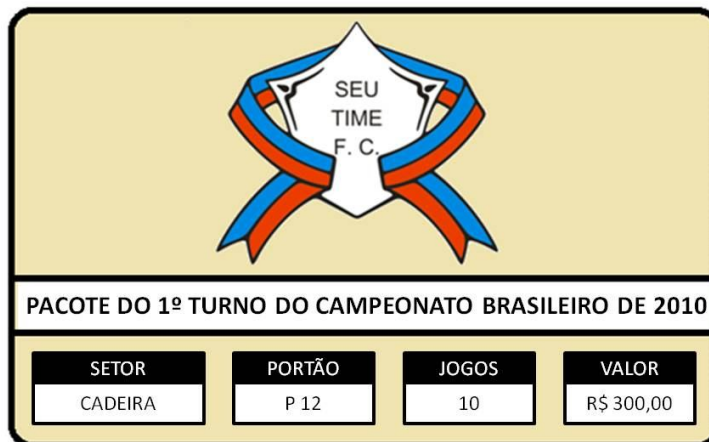 SEU
TIME
F. C.
PACOTE DO 1º TURNO DO CAMPEONATO BRASILEIRO DE 2010
SETOR PORTÃO JOGOS VALOR
CADEIRA P 12 10 R$ 300,00